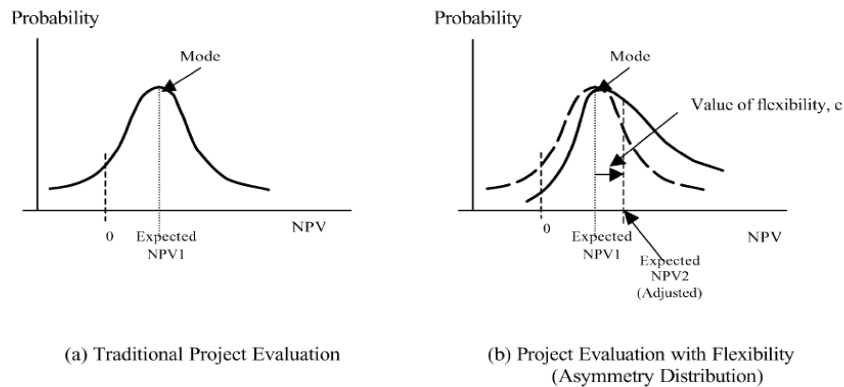 Probability
Mode
0
Expected
NPV1
NPV
(a) Traditional Project Evaluation
Probability
Mode
Value of flexibility, c
0
Expected
NPV1
NPV
Expected
NPV2
(Adjusted)
(b) Project Evaluation with Flexibility
(Asymmetry Distribution)